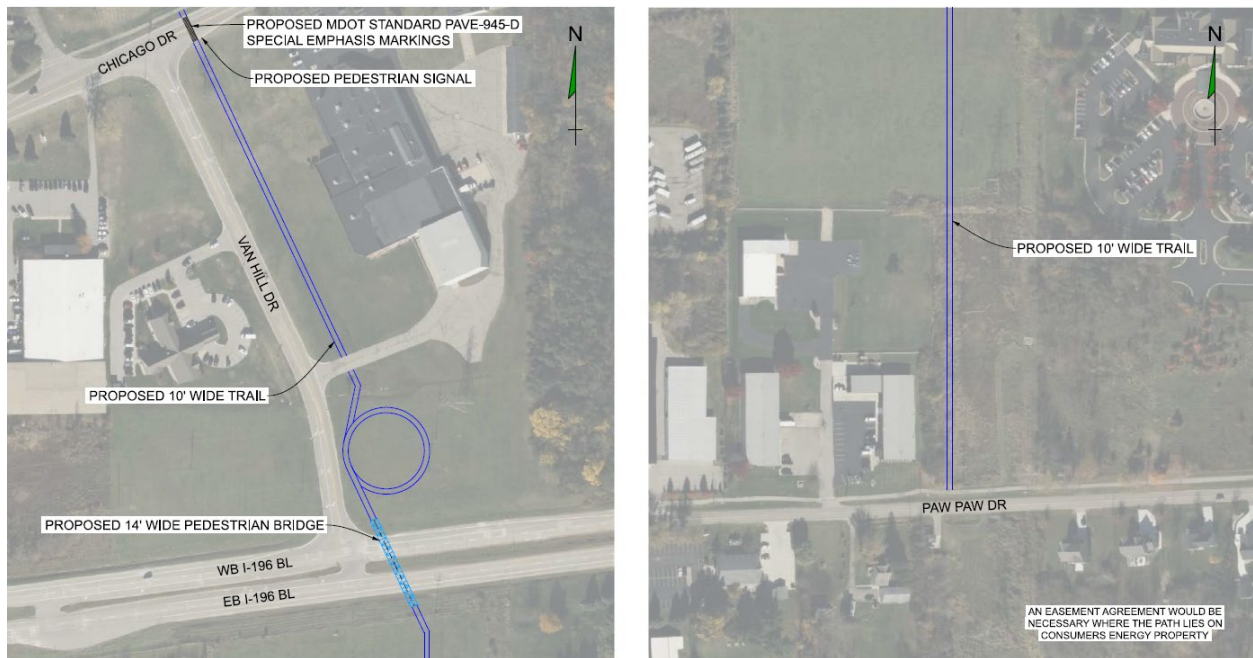 PROPOSED MDOT STANDARD PAVE-945-D
SPECIAL EMPHASIS MARKINGS
N
CHICAGO DR
PROPOSED PEDESTRIAN SIGNAL
VAN HILL DR
PROPOSED 10' WIDE TRAIL
PROPOSED 14' WIDE PEDESTRIAN BRIDGE
WB I-196 BL
EB I-196 BL
N
PROPOSED 10' WIDE TRAIL
PAW PAW DR
AN EASEMENT AGREEMENT WOULD BE
NECESSARY WHERE THE PATH LIES ON
CONSUMERS ENERGY PROPERTY